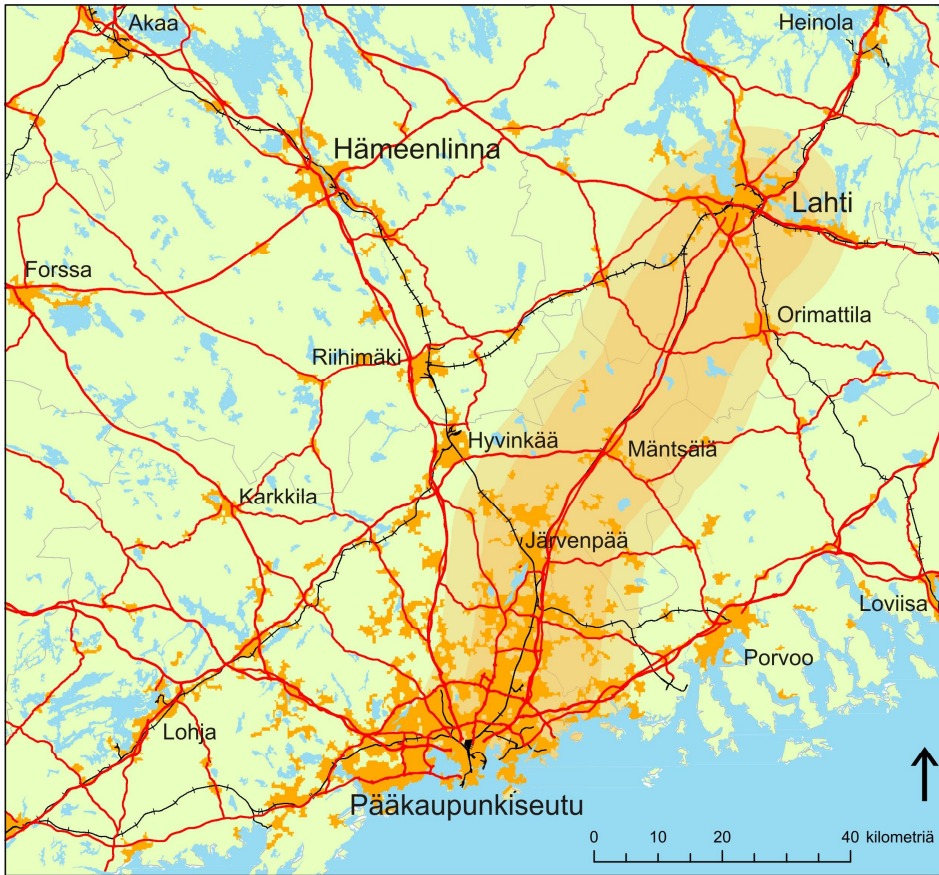 Akaa
Heinola
Hämeenlinna
Lahti
Forssa
Orimattila
Riihimäki
Hyvinkää
Mäntsälä
Karkkila
Järvenpää
Loviisa
Porvoo
Lohja
Pääkaupunkiseutu
0 10 20 40 kilometriä